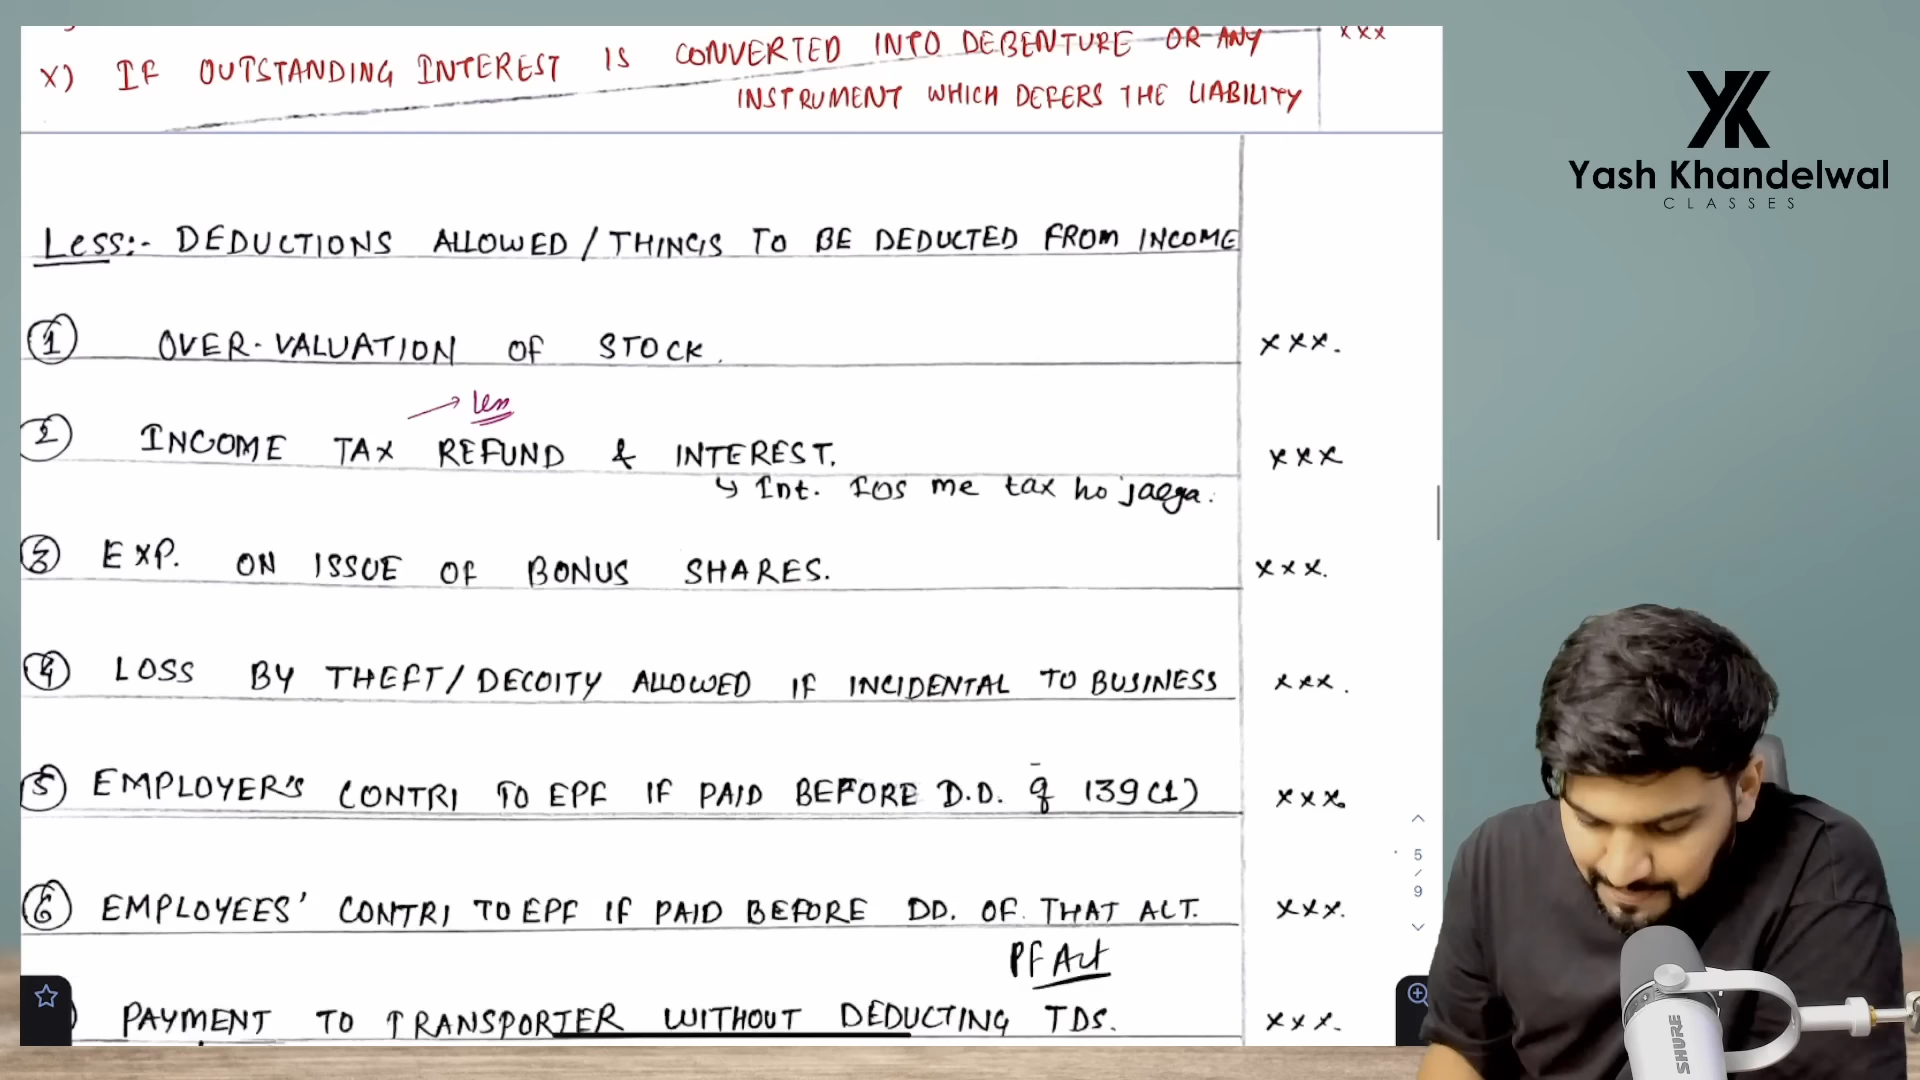 x) IF OUTSTANDING INTEREST IS CONVERTED INTO DEBENTURE OR ANY xxx
INSTRUMENT WHICH DEFERS THE LIABILITY
Less:- DEDUCTIONS ALLOWED / THINGS TO BE DEDUCTED FROM INCOME
① OVER-VALUATION OF STOCK. xxx.
→ Less
② INCOME TAX REFUND & INTEREST. xxx
↳ Int. IOS me tax ho jaega.
③ EXP. ON ISSUE OF BONUS SHARES. xxx.
④ LOSS BY THEFT/DECOITY ALLOWED IF INCIDENTAL TO BUSINESS xxx.
⑤ EMPLOYER'S CONTRI TO EPF IF PAID BEFORE D.D. of 139(1) xxx.
⑥ EMPLOYEES' CONTRI TO EPF IF PAID BEFORE DD. OF THAT ACT. xxx.
PF Act
PAYMENT TO TRANSPORTER WITHOUT DEDUCTING TDS. xxx.
5
/
9
YK
Yash Khandelwal
CLASSES
SHURE